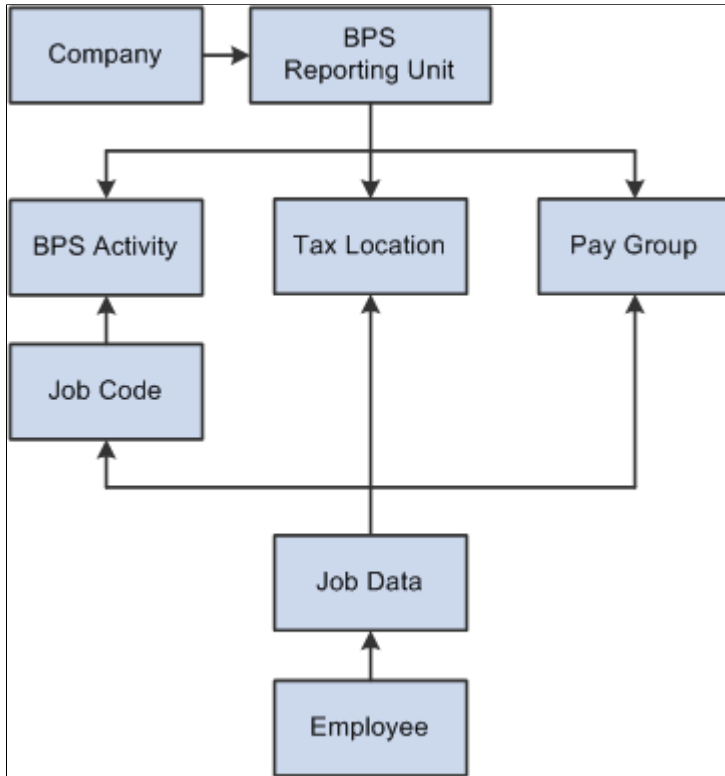 Company
BPS
Reporting Unit
BPS Activity
Tax Location
Pay Group
Job Code
Job Data
Employee